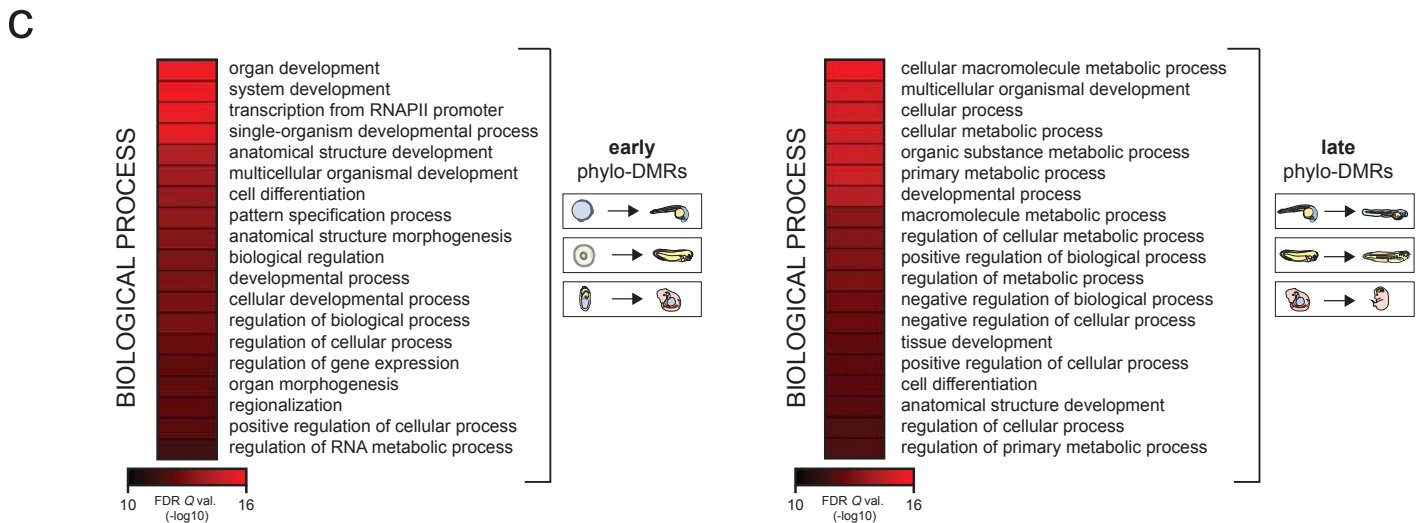 C
BIOLOGICAL PROCESS
organ development
system development
transcription from RNAPII promoter
single-organism developmental process
anatomical structure development
multicellular organismal development
cell differentiation
pattern specification process
anatomical structure morphogenesis
biological regulation
developmental process
cellular developmental process
regulation of biological process
regulation of cellular process
regulation of gene expression
organ morphogenesis
regionalization
positive regulation of cellular process
regulation of RNA metabolic process
10
FDR Q val.
(-log10)
16
early
phylo-DMRs
BIOLOGICAL PROCESS
cellular macromolecule metabolic process
multicellular organismal development
cellular process
cellular metabolic process
organic substance metabolic process
primary metabolic process
developmental process
macromolecule metabolic process
regulation of cellular metabolic process
positive regulation of biological process
regulation of metabolic process
negative regulation of biological process
negative regulation of cellular process
tissue development
positive regulation of cellular process
cell differentiation
anatomical structure development
regulation of cellular process
regulation of primary metabolic process
10
FDR Q val.
(-log10)
16
late
phylo-DMRs